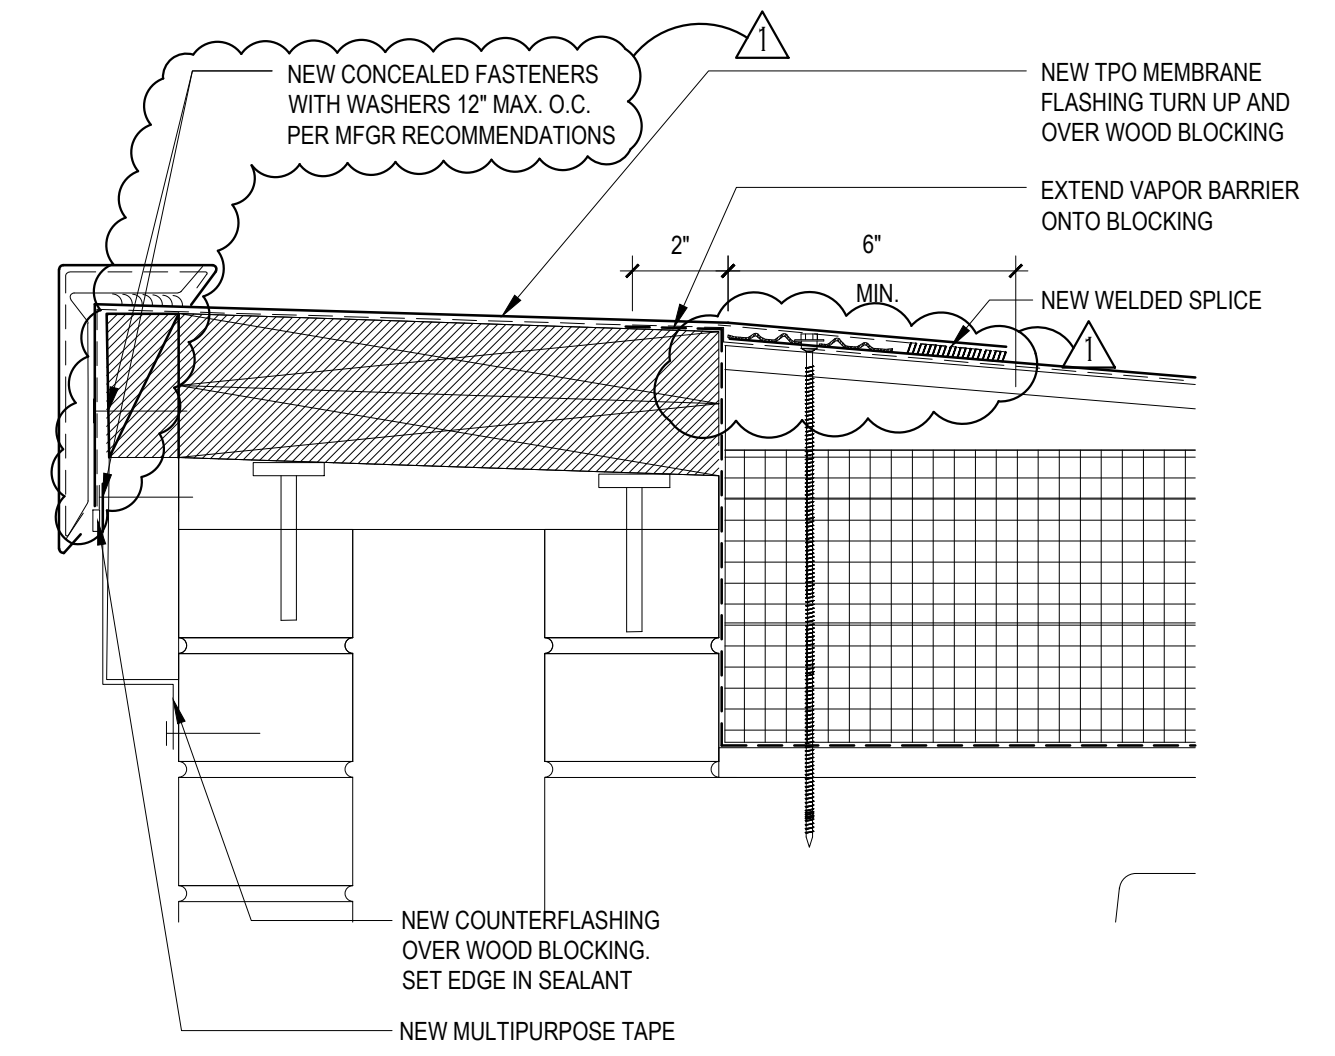 1
NEW CONCEALED FASTENERS
WITH WASHERS 12" MAX. O.C.
PER MFGR RECOMMENDATIONS
NEW TPO MEMBRANE
FLASHING TURN UP AND
OVER WOOD BLOCKING
EXTEND VAPOR BARRIER
ONTO BLOCKING
2"
6"
MIN.
NEW WELDED SPLICE
1
NEW COUNTERFLASHING
OVER WOOD BLOCKING.
SET EDGE IN SEALANT
NEW MULTIPURPOSE TAPE